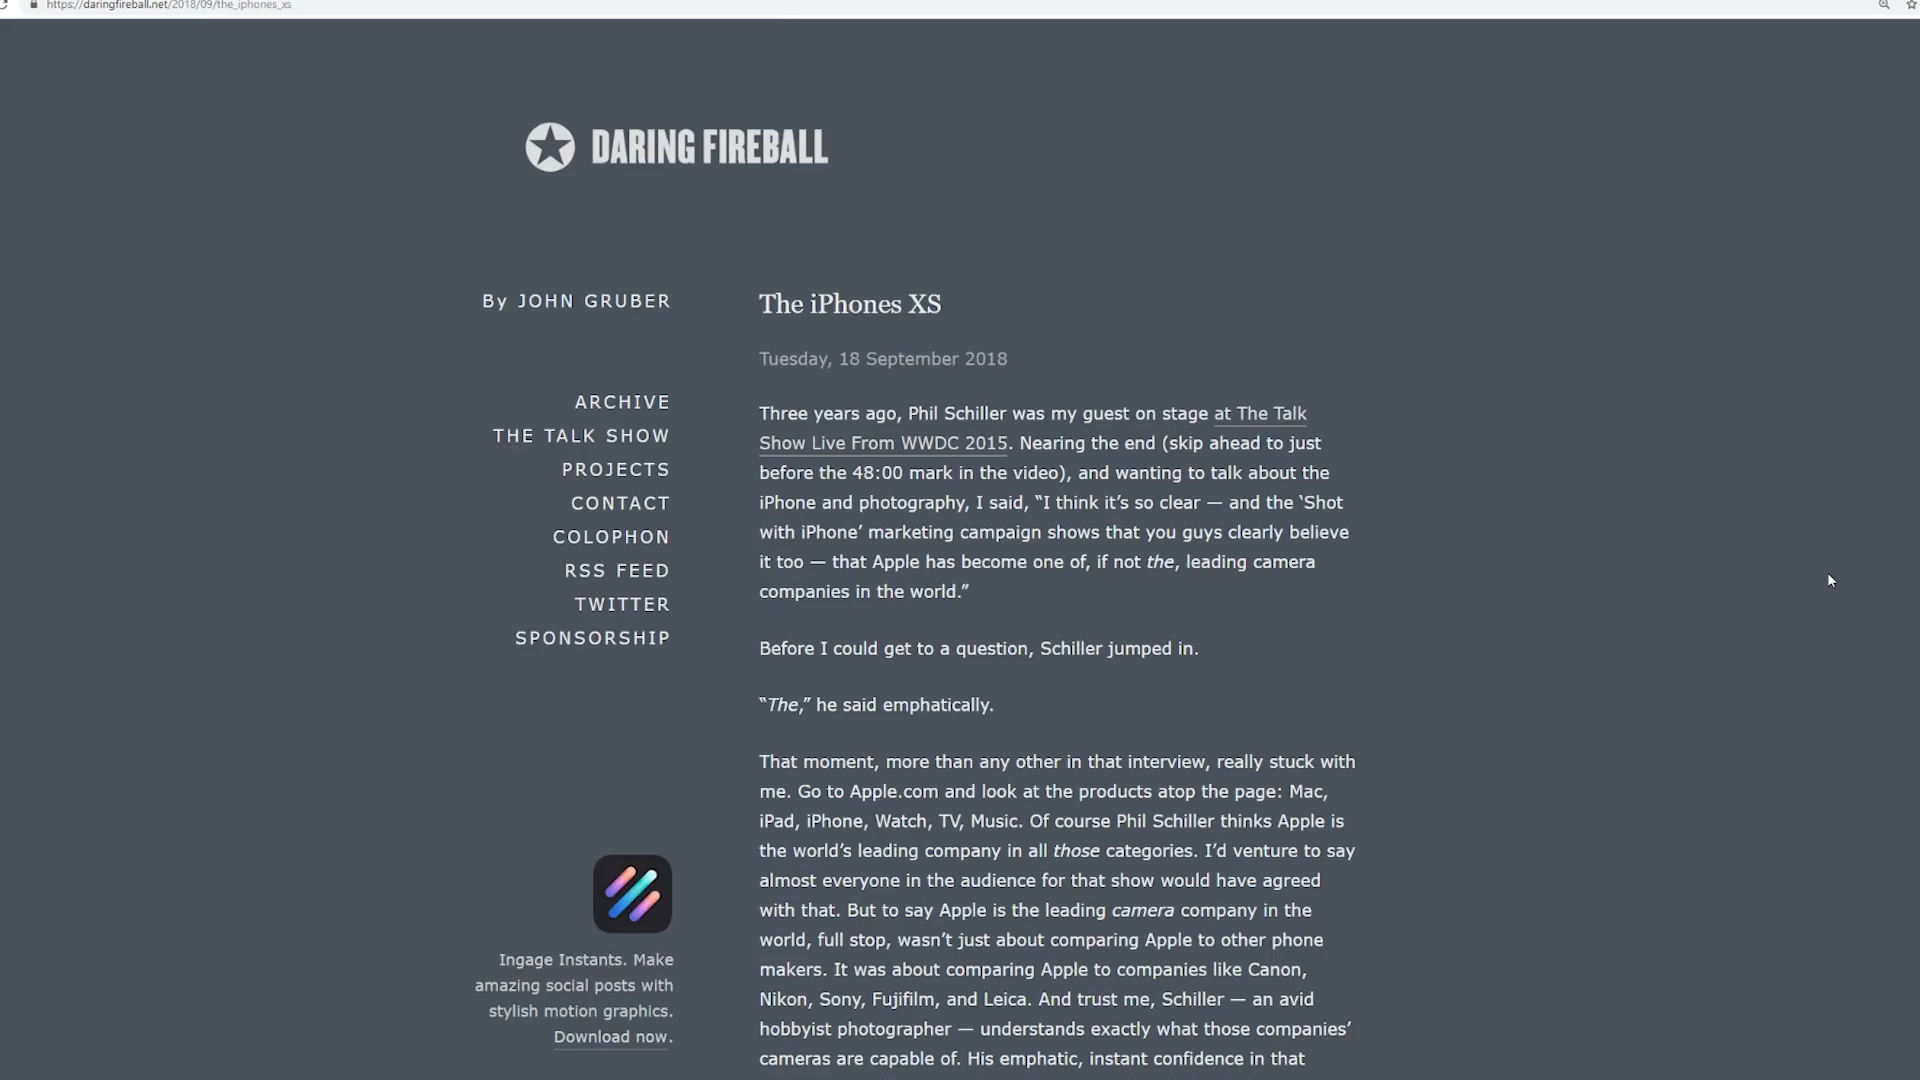 https://daringfireball.net/2018/09/the_iphones_xs
DARING FIREBALL
By JOHN GRUBER
ARCHIVE
THE TALK SHOW
PROJECTS
CONTACT
COLOPHON
RSS FEED
TWITTER
SPONSORSHIP
Ingage Instants. Make
amazing social posts with
stylish motion graphics.
Download now.
The iPhones XS
Tuesday, 18 September 2018
Three years ago, Phil Schiller was my guest on stage at The Talk
Show Live From WWDC 2015. Nearing the end (skip ahead to just
before the 48:00 mark in the video), and wanting to talk about the
iPhone and photography, I said, “I think it’s so clear — and the ‘Shot
with iPhone’ marketing campaign shows that you guys clearly believe
it too — that Apple has become one of, if not the, leading camera
companies in the world.”
Before I could get to a question, Schiller jumped in.
“The,” he said emphatically.
That moment, more than any other in that interview, really stuck with
me. Go to Apple.com and look at the products atop the page: Mac,
iPad, iPhone, Watch, TV, Music. Of course Phil Schiller thinks Apple is
the world’s leading company in all those categories. I’d venture to say
almost everyone in the audience for that show would have agreed
with that. But to say Apple is the leading camera company in the
world, full stop, wasn’t just about comparing Apple to other phone
makers. It was about comparing Apple to companies like Canon,
Nikon, Sony, Fujifilm, and Leica. And trust me, Schiller — an avid
hobbyist photographer — understands exactly what those companies’
cameras are capable of. His emphatic, instant confidence in that